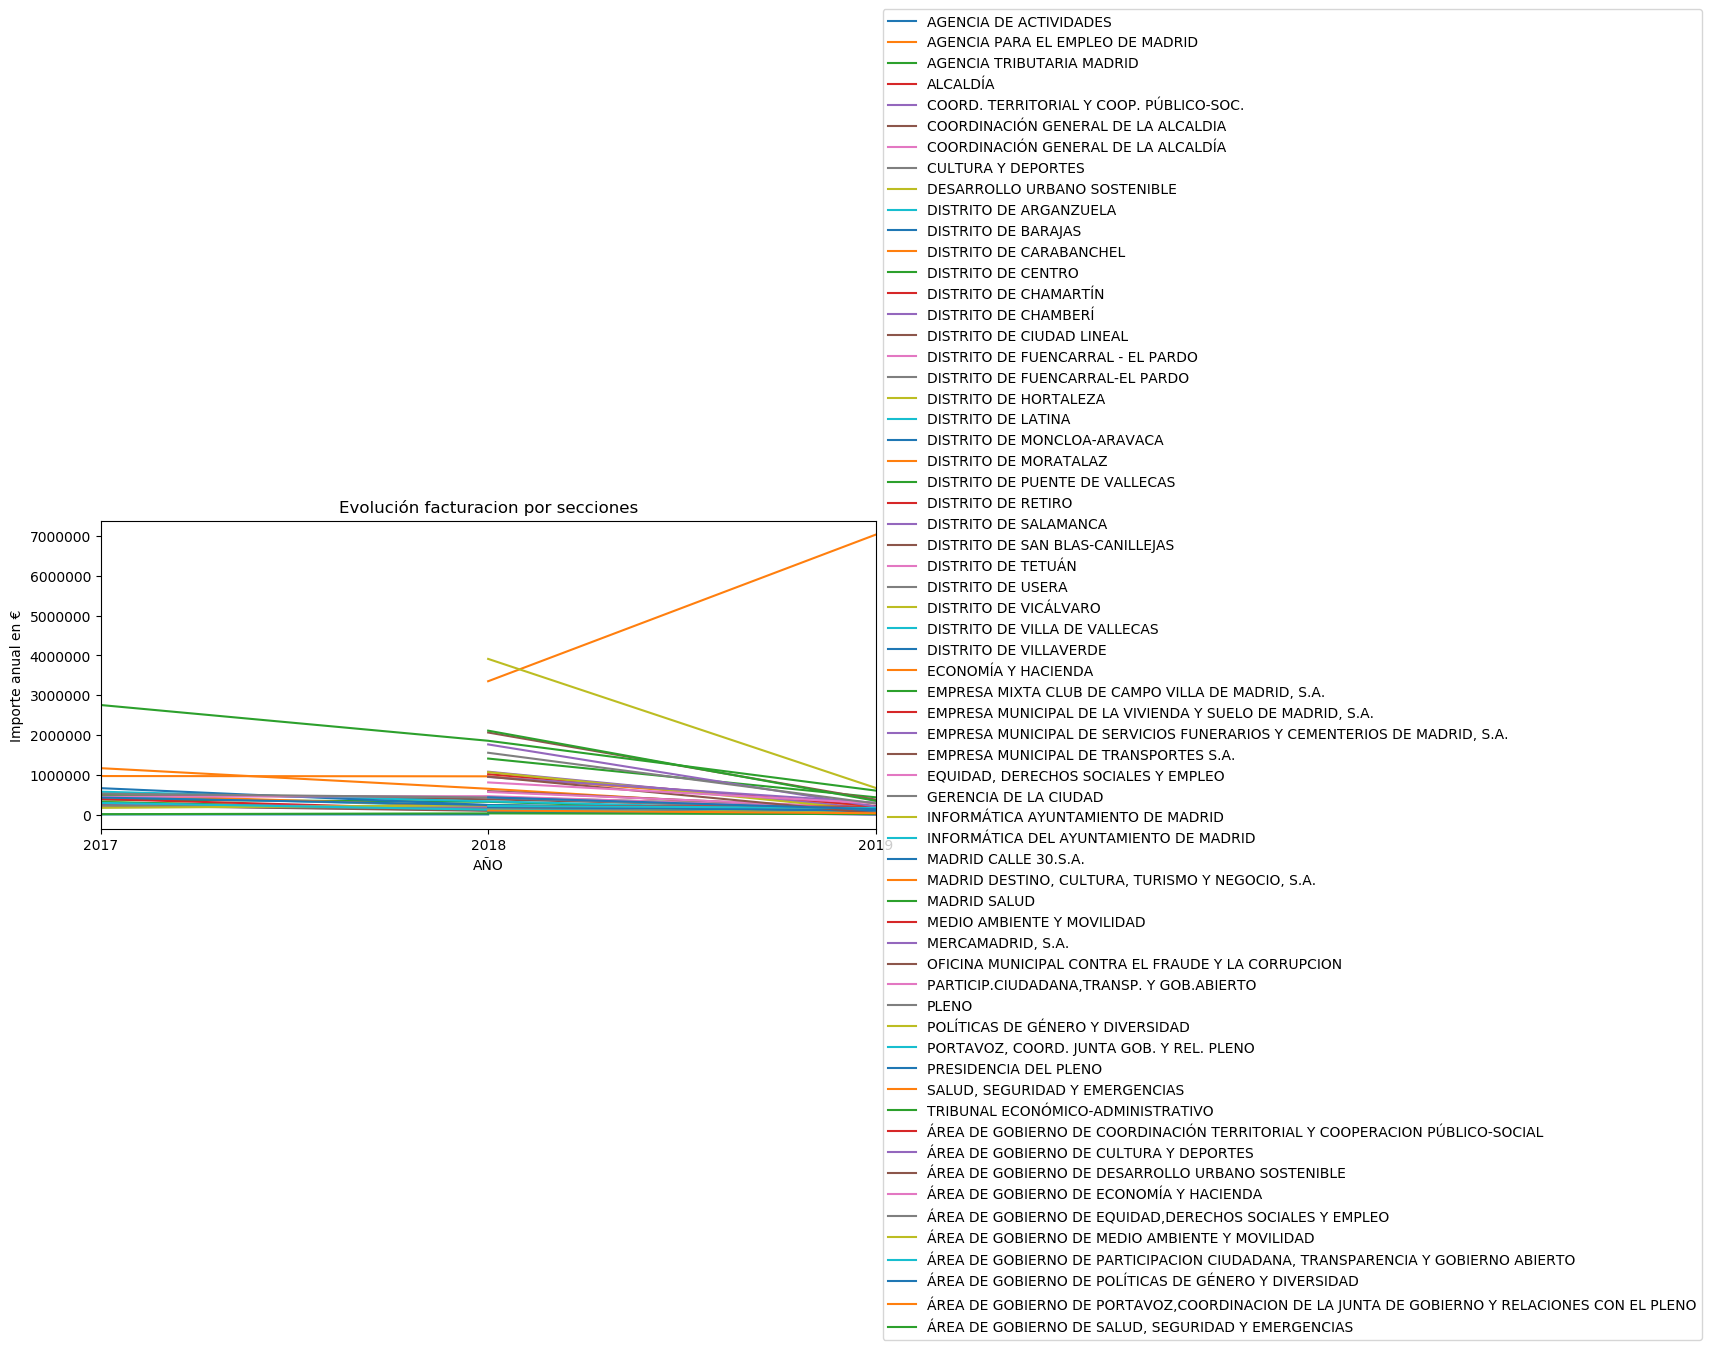 Evolución facturacion por secciones
Importe anual en €
7000000
6000000
5000000
4000000
3000000
2000000
1000000
0
2017
2018
2019
AÑO
AGENCIA DE ACTIVIDADES
AGENCIA PARA EL EMPLEO DE MADRID
AGENCIA TRIBUTARIA MADRID
ALCALDÍA
COORD. TERRITORIAL Y COOP. PÚBLICO-SOC.
COORDINACIÓN GENERAL DE LA ALCALDIA
COORDINACIÓN GENERAL DE LA ALCALDÍA
CULTURA Y DEPORTES
DESARROLLO URBANO SOSTENIBLE
DISTRITO DE ARGANZUELA
DISTRITO DE BARAJAS
DISTRITO DE CARABANCHEL
DISTRITO DE CENTRO
DISTRITO DE CHAMARTÍN
DISTRITO DE CHAMBERÍ
DISTRITO DE CIUDAD LINEAL
DISTRITO DE FUENCARRAL - EL PARDO
DISTRITO DE FUENCARRAL-EL PARDO
DISTRITO DE HORTALEZA
DISTRITO DE LATINA
DISTRITO DE MONCLOA-ARAVACA
DISTRITO DE MORATALAZ
DISTRITO DE PUENTE DE VALLECAS
DISTRITO DE RETIRO
DISTRITO DE SALAMANCA
DISTRITO DE SAN BLAS-CANILLEJAS
DISTRITO DE TETUÁN
DISTRITO DE USERA
DISTRITO DE VICÁLVARO
DISTRITO DE VILLA DE VALLECAS
DISTRITO DE VILLAVERDE
ECONOMÍA Y HACIENDA
EMPRESA MIXTA CLUB DE CAMPO VILLA DE MADRID, S.A.
EMPRESA MUNICIPAL DE LA VIVIENDA Y SUELO DE MADRID, S.A.
EMPRESA MUNICIPAL DE SERVICIOS FUNERARIOS Y CEMENTERIOS DE MADRID, S.A.
EMPRESA MUNICIPAL DE TRANSPORTES S.A.
EQUIDAD, DERECHOS SOCIALES Y EMPLEO
GERENCIA DE LA CIUDAD
INFORMÁTICA AYUNTAMIENTO DE MADRID
INFORMÁTICA DEL AYUNTAMIENTO DE MADRID
MADRID CALLE 30.S.A.
MADRID DESTINO, CULTURA, TURISMO Y NEGOCIO, S.A.
MADRID SALUD
MEDIO AMBIENTE Y MOVILIDAD
MERCAMADRID, S.A.
OFICINA MUNICIPAL CONTRA EL FRAUDE Y LA CORRUPCION
PARTICIP.CIUDADANA,TRANSP. Y GOB.ABIERTO
PLENO
POLÍTICAS DE GÉNERO Y DIVERSIDAD
PORTAVOZ, COORD. JUNTA GOB. Y REL. PLENO
PRESIDENCIA DEL PLENO
SALUD, SEGURIDAD Y EMERGENCIAS
TRIBUNAL ECONÓMICO-ADMINISTRATIVO
ÁREA DE GOBIERNO DE COORDINACIÓN TERRITORIAL Y COOPERACION PÚBLICO-SOCIAL
ÁREA DE GOBIERNO DE CULTURA Y DEPORTES
ÁREA DE GOBIERNO DE DESARROLLO URBANO SOSTENIBLE
ÁREA DE GOBIERNO DE ECONOMÍA Y HACIENDA
ÁREA DE GOBIERNO DE EQUIDAD,DERECHOS SOCIALES Y EMPLEO
ÁREA DE GOBIERNO DE MEDIO AMBIENTE Y MOVILIDAD
ÁREA DE GOBIERNO DE PARTICIPACION CIUDADANA, TRANSPARENCIA Y GOBIERNO ABIERTO
ÁREA DE GOBIERNO DE POLÍTICAS DE GÉNERO Y DIVERSIDAD
ÁREA DE GOBIERNO DE PORTAVOZ,COORDINACION DE LA JUNTA DE GOBIERNO Y RELACIONES CON EL PLENO
ÁREA DE GOBIERNO DE SALUD, SEGURIDAD Y EMERGENCIAS